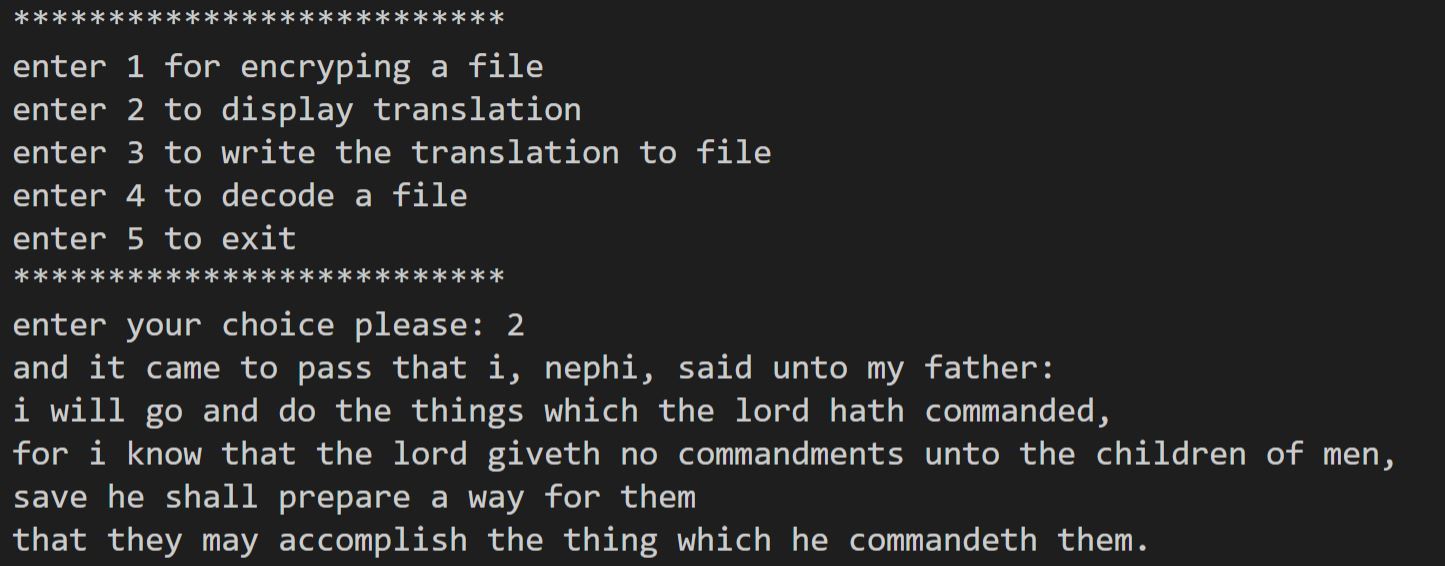 **************************
enter 1 for encryping a file
enter 2 to display translation
enter 3 to write the translation to file
enter 4 to decode a file
enter 5 to exit
**************************
enter your choice please: 2
and it came to pass that i, nephi, said unto my father:
i will go and do the things which the lord hath commanded,
for i know that the lord giveth no commandments unto the children of men,
save he shall prepare a way for them
that they may accomplish the thing which he commandeth them.